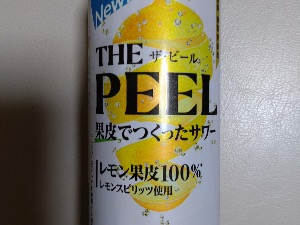 New
THE
ザ・ピール
PEEL
果皮でつくったサワー
レモン果皮100%
レモンスピリッツ使用